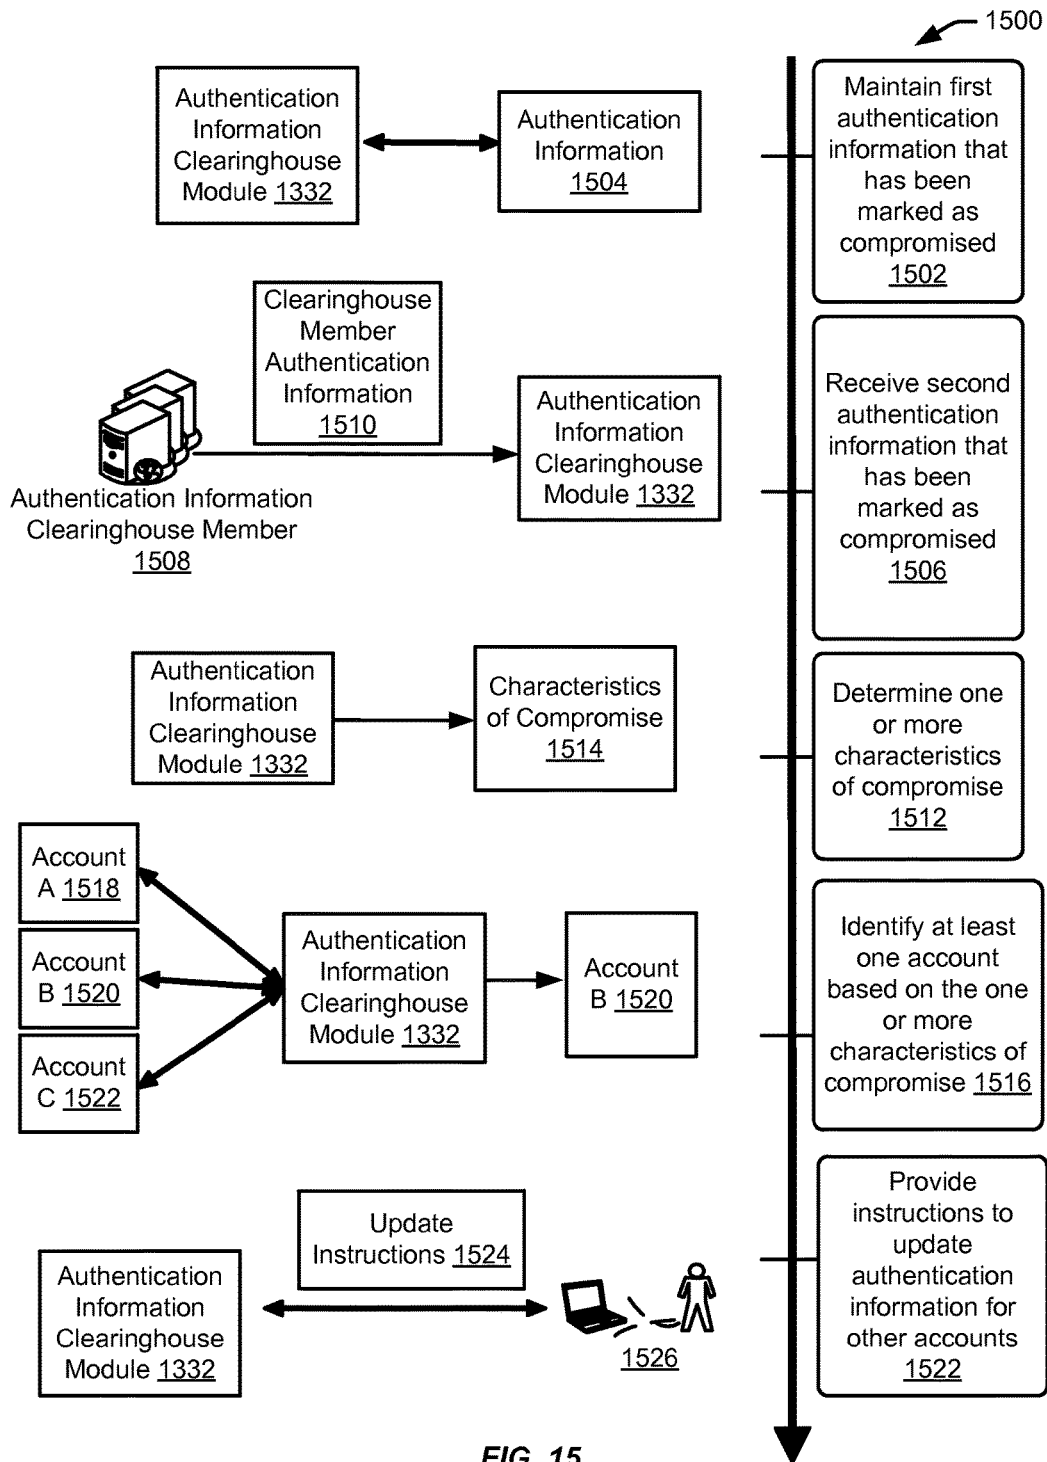 1500
Authentication
Information
Clearinghouse
Module 1332
Authentication
Information
1504
Maintain first
authentication
information that
has been
marked as
compromised
1502
Clearinghouse
Member
Authentication
Information
1510
Authentication Information
Clearinghouse Member
1508
Authentication
Information
Clearinghouse
Module 1332
Receive second
authentication
information that
has been
marked as
compromised
1506
Authentication
Information
Clearinghouse
Module 1332
Characteristics
of Compromise
1514
Determine one
or more
characteristics
of compromise
1512
Account
A 1518
Account
B 1520
Account
C 1522
Authentication
Information
Clearinghouse
Module 1332
Account
B 1520
Identify at least
one account
based on the one
or more
characteristics of
compromise 1516
Authentication
Information
Clearinghouse
Module 1332
Update
Instructions 1524
1526
Provide
instructions to
update
authentication
information for
other accounts
1522
FIG. 15